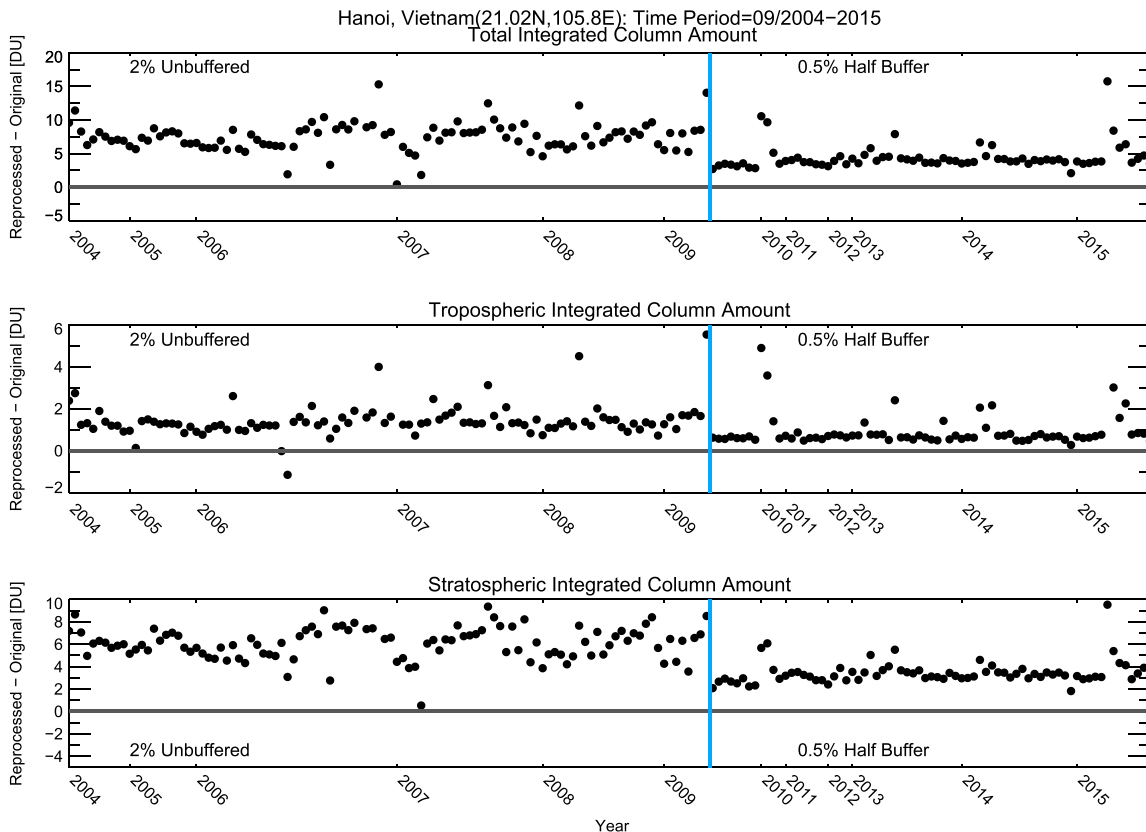 Hanoi, Vietnam(21.02N,105.8E): Time Period=09/2004−2015
Total Integrated Column Amount
Reprocessed − Original [DU]
2% Unbuffered
0.5% Half Buffer
20
15
10
5
0
−5
2004 2005 2006 2007 2008 2009 2010 2011 2012 2013 2014 2015
Tropospheric Integrated Column Amount
Reprocessed − Original [DU]
2% Unbuffered
0.5% Half Buffer
6
4
2
0
−2
2004 2005 2006 2007 2008 2009 2010 2011 2012 2013 2014 2015
Stratospheric Integrated Column Amount
Reprocessed − Original [DU]
10
8
6
4
2
0
−2
−4
2% Unbuffered
0.5% Half Buffer
2004 2005 2006 2007 2008 2009 2010 2011 2012 2013 2014 2015
Year